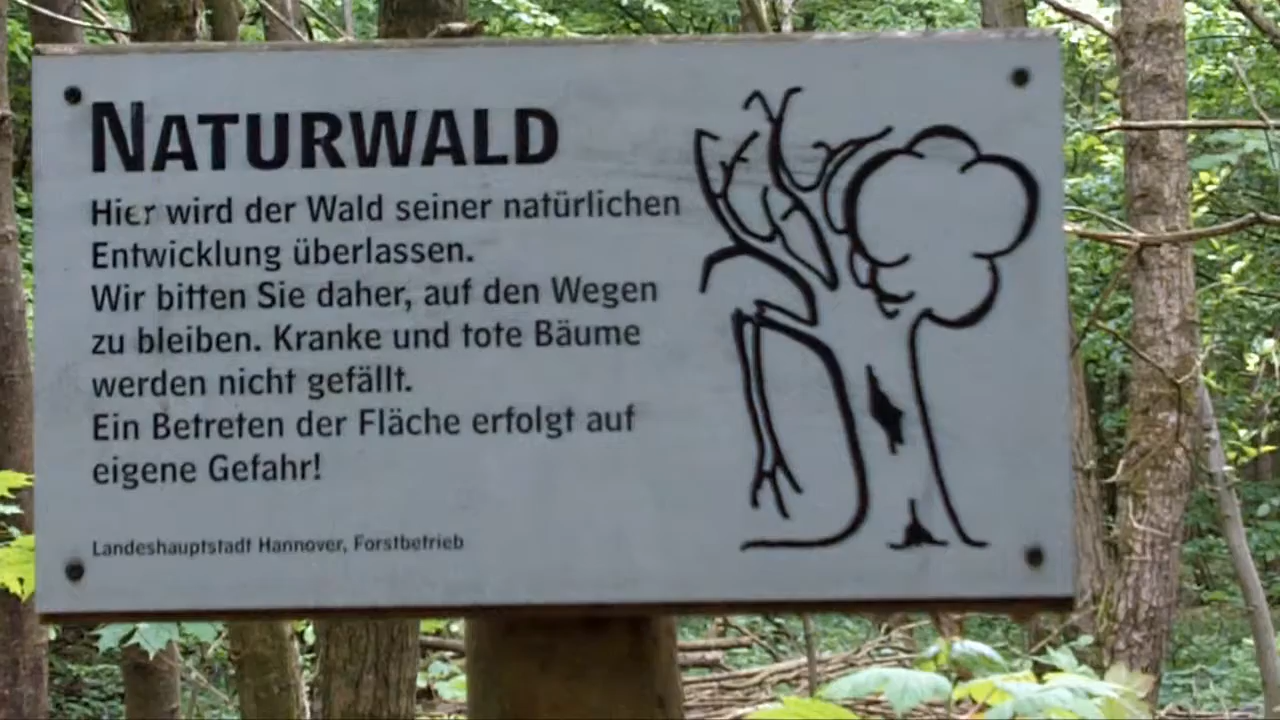 NATURWALD
Hier wird der Wald seiner natürlichen
Entwicklung überlassen.
Wir bitten Sie daher, auf den Wegen
zu bleiben. Kranke und tote Bäume
werden nicht gefällt.
Ein Betreten der Fläche erfolgt auf
eigene Gefahr!
Landeshauptstadt Hannover, Forstbetrieb